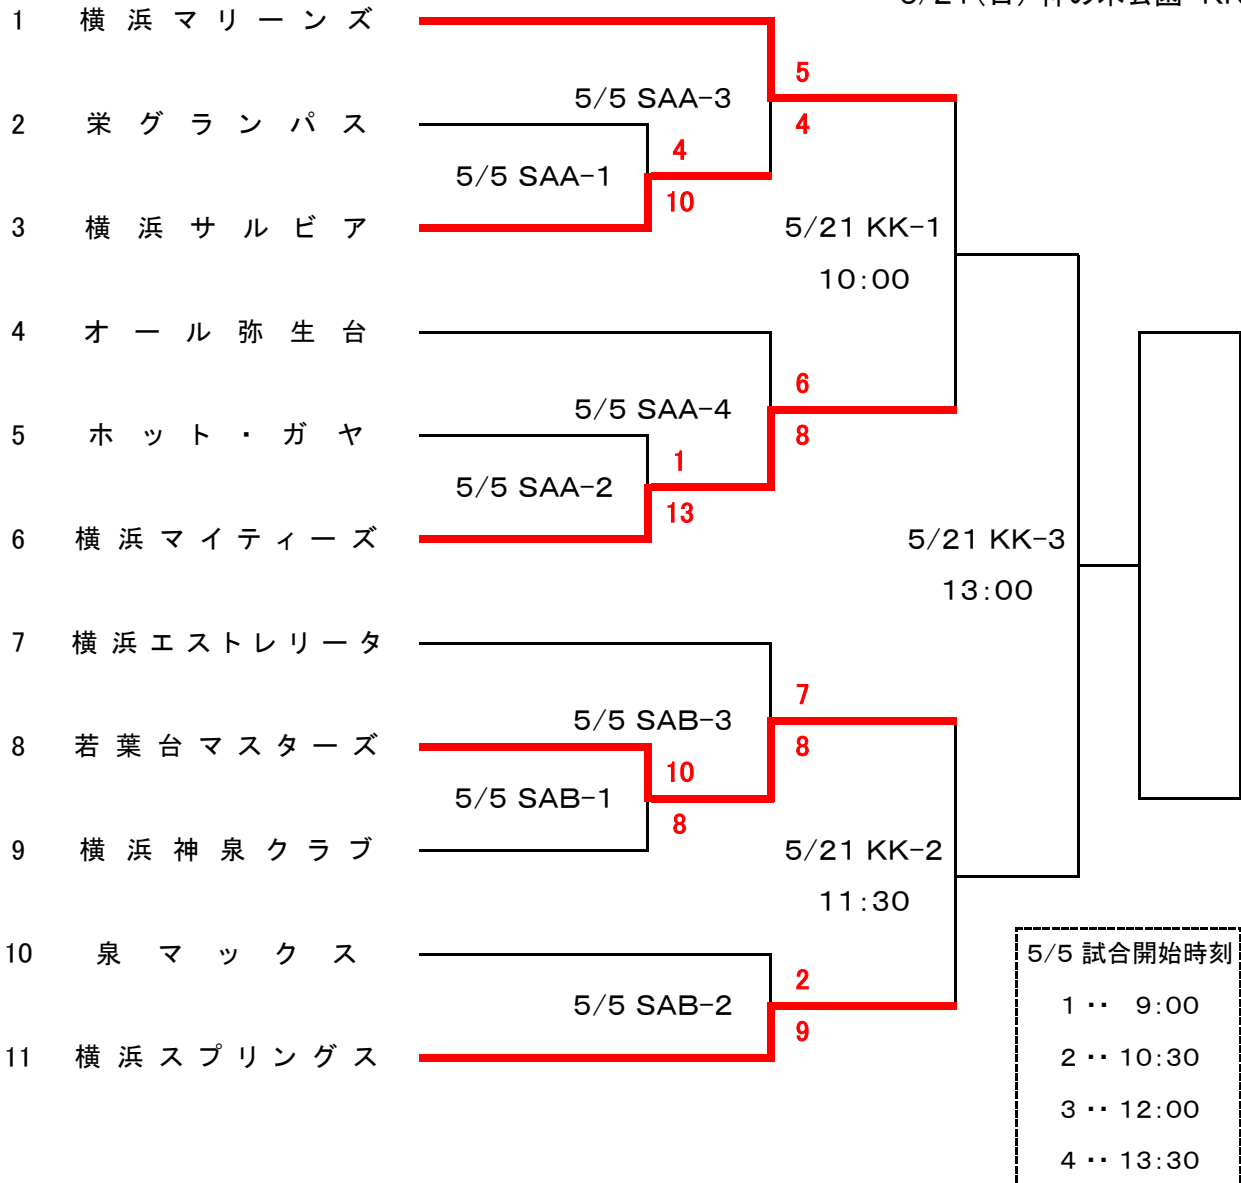 1 横浜マリーンズ
5
5/5 SAA-3
4
2 栄グランパス
4
5/5 SAA-1
10
3 横浜サルビア
5/21 KK-1
10:00
4 オール弥生台
6
5/5 SAA-4
8
5 ホット・ガヤ
1
5/5 SAA-2
13
6 横浜マイティーズ
5/21 KK-3
13:00
7 横浜エストレリータ
7
5/5 SAB-3
8
8 若葉台マスターズ
10
5/5 SAB-1
8
9 横浜神泉クラブ
5/21 KK-2
11:30
10 泉マックス
2
5/5 SAB-2
9
11 横浜スプリングス
5/5 試合開始時刻
1 ‥ 9:00
2 ‥ 10:30
3 ‥ 12:00
4 ‥ 13:30